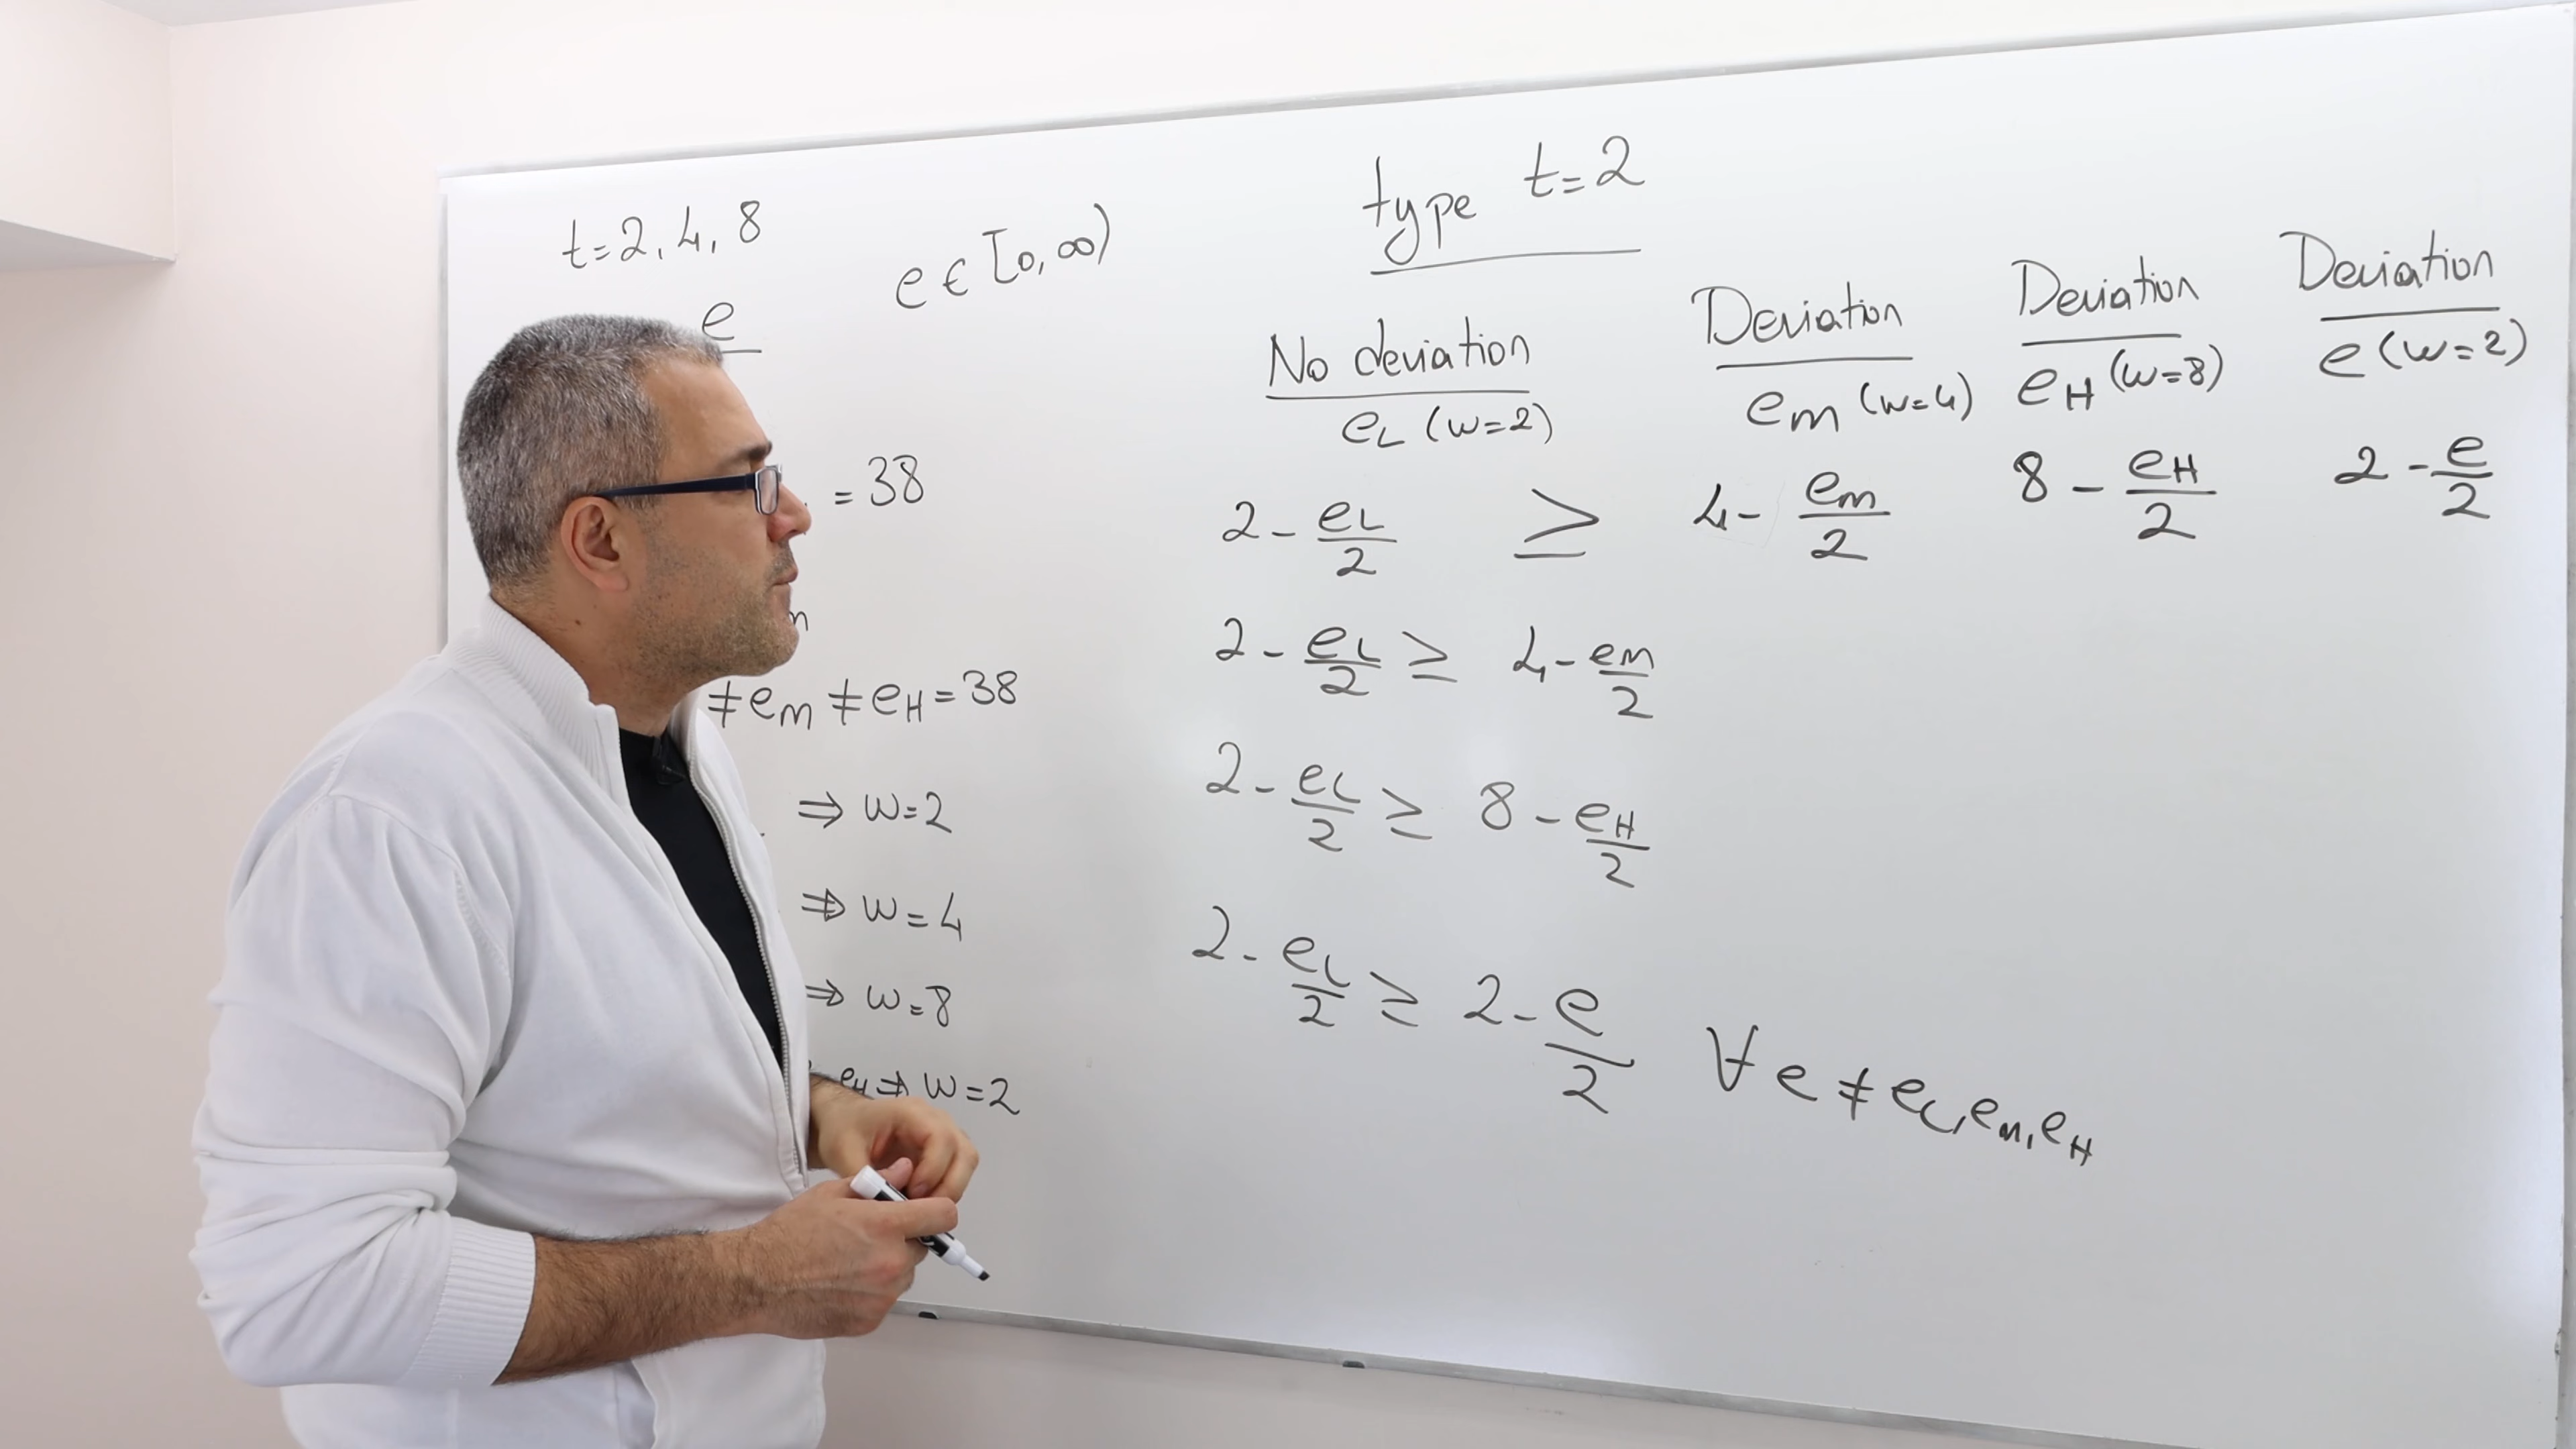 t=2, 4, 8
e ∈ [0, ∞)
e
= 38
m
≠ e_M ≠ e_H = 38
⇒ w=2
⇒ w=4
⇒ w=8
e_H ⇒ w=2
type t=2
No deviation
e_L (w=2)
Deviation
e_M (w=4)
Deviation
e_H (w=8)
Deviation
e (w=2)
2 - e_L/2 ≥ 4 - e_M/2 8 - e_H/2 2 - e/2
2 - e_L/2 ≥ 4 - e_M/2
2 - e_L/2 ≥ 8 - e_H/2
2 - e_L/2 ≥ 2 - e/2 ∀ e ≠ e_L, e_M, e_H